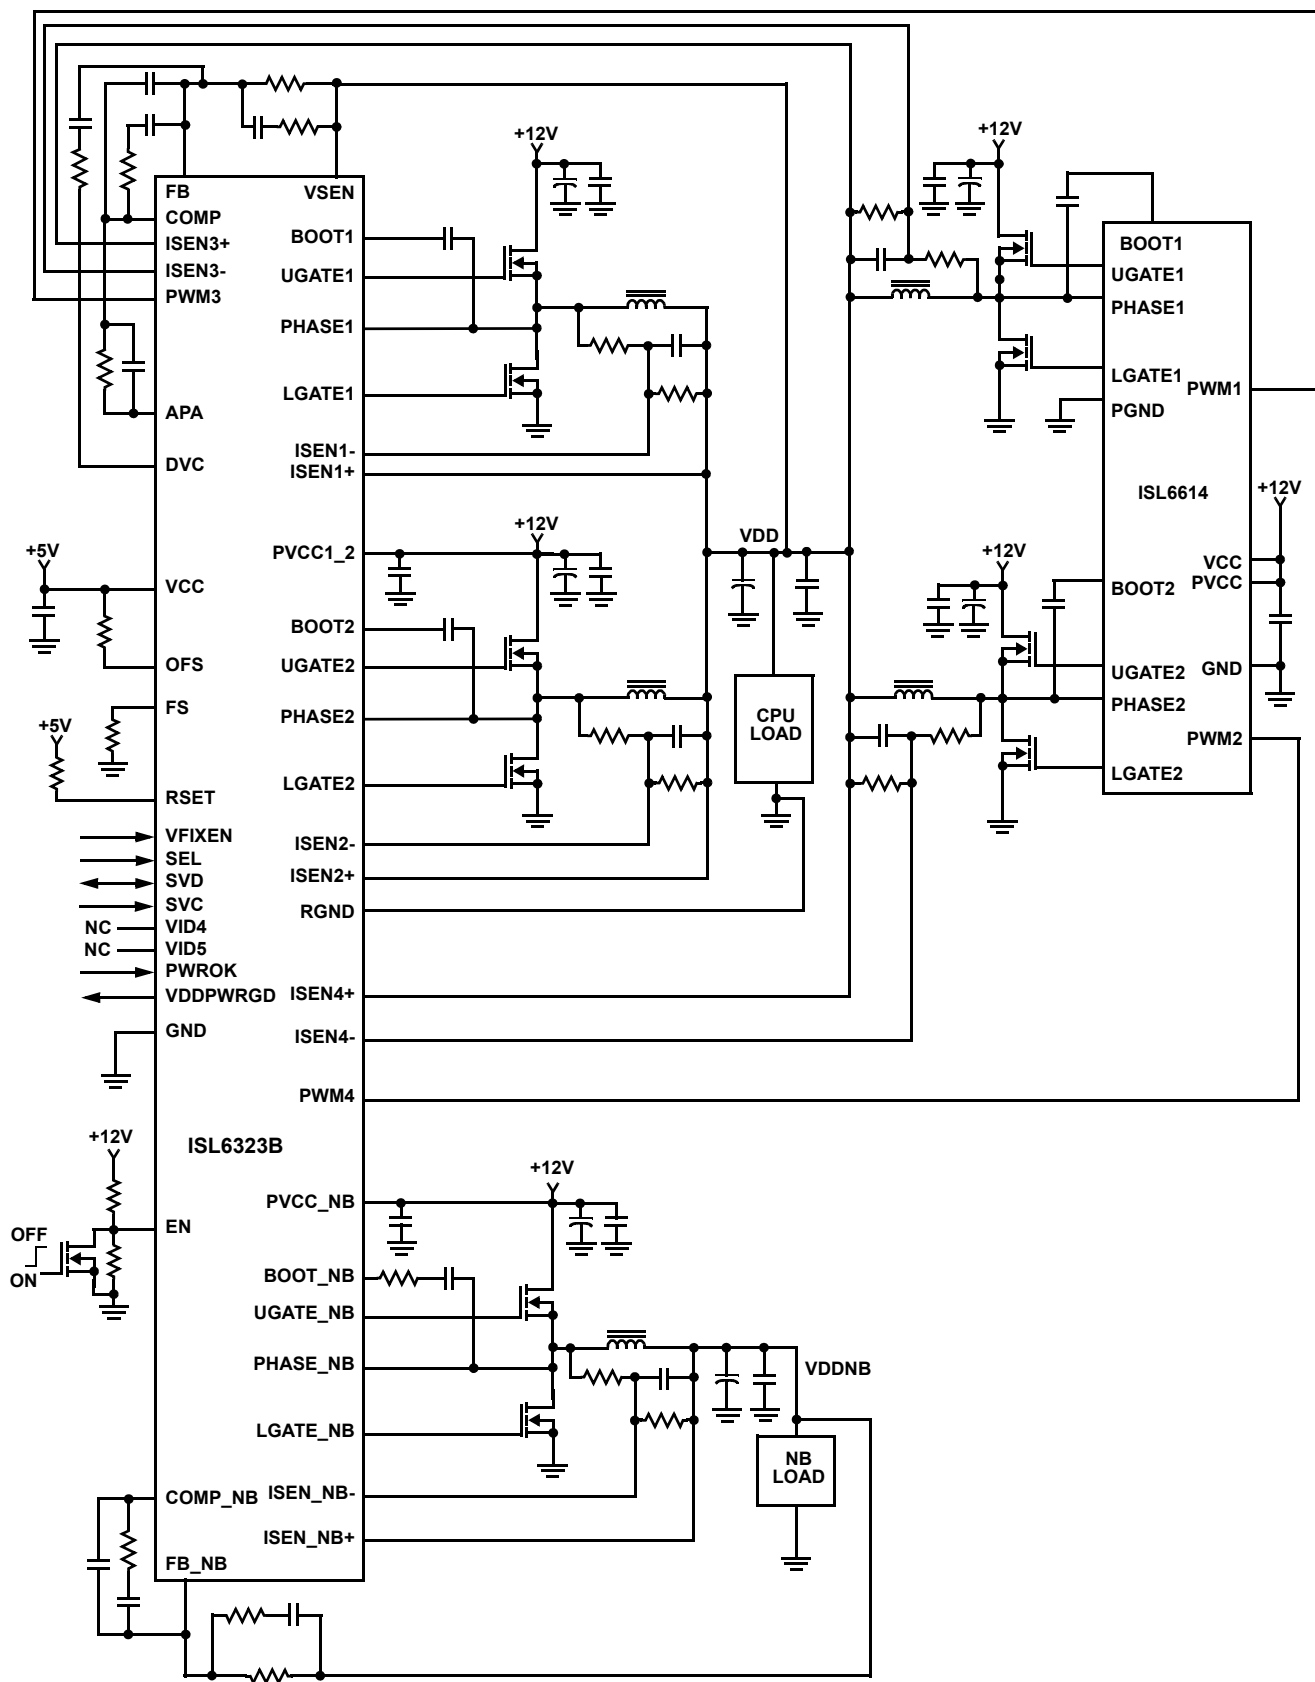 +12V
+12V
FB
VSEN
COMP
ISEN3+
ISEN3-
PWM3
BOOT1
UGATE1
PHASE1
LGATE1
APA
ISEN1-
ISEN1+
DVC
BOOT1
UGATE1
PHASE1
LGATE1
PWM1
PGND
ISL6614
+12V
+12V
PVCC1_2
VDD
+5V
VCC
+12V
VCC
PVCC
BOOT2
BOOT2
UGATE2
OFS
UGATE2
GND
FS
PHASE2
PHASE2
+5V
CPU
LOAD
PWM2
LGATE2
LGATE2
RSET
VFIXEN
ISEN2-
SEL
SVD
ISEN2+
SVC
RGND
NC
VID4
NC
VID5
PWROK
VDDPWRGD
ISEN4+
GND
ISEN4-
PWM4
+12V
ISL6323B
+12V
PVCC_NB
EN
OFF
ON
BOOT_NB
UGATE_NB
PHASE_NB
VDDNB
LGATE_NB
NB
LOAD
COMP_NB
ISEN_NB-
ISEN_NB+
FB_NB